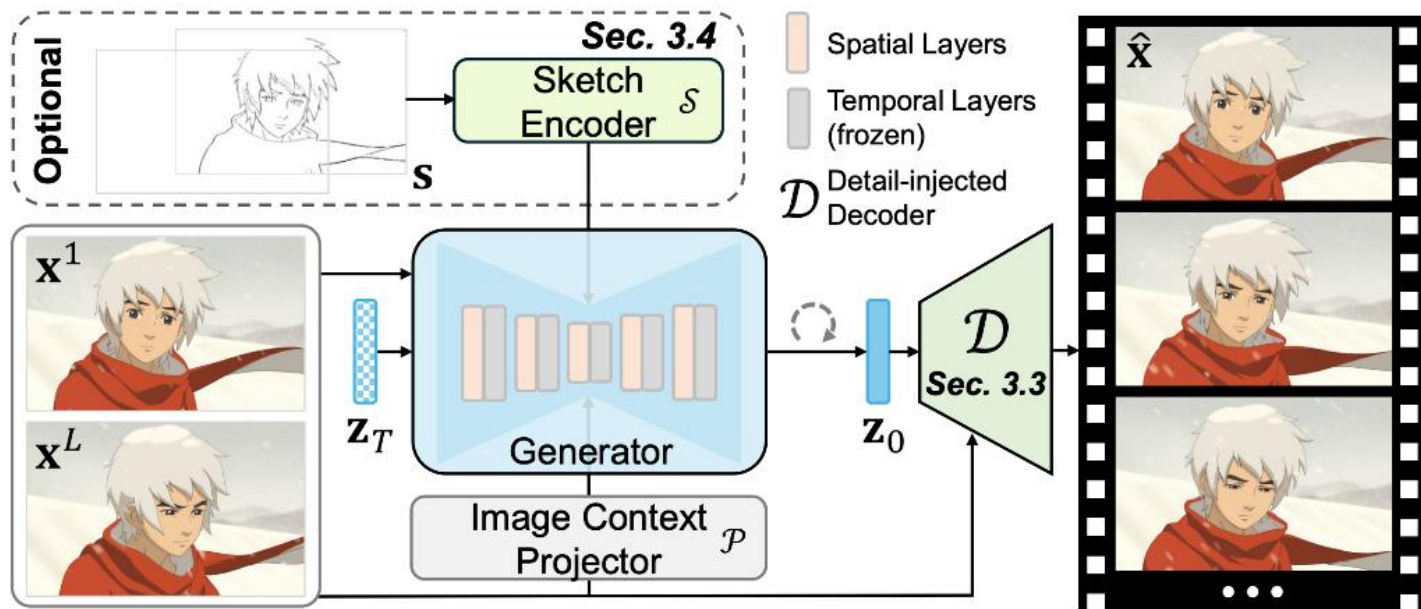 Optional
Sec. 3.4
Sketch
Encoder 𝒮
s
Spatial Layers
Temporal Layers
(frozen)
𝒟 Detail-injected
Decoder
x¹
xᴸ
z_T
Generator
Image Context
Projector 𝒫
z₀
𝒟
Sec. 3.3
x̂